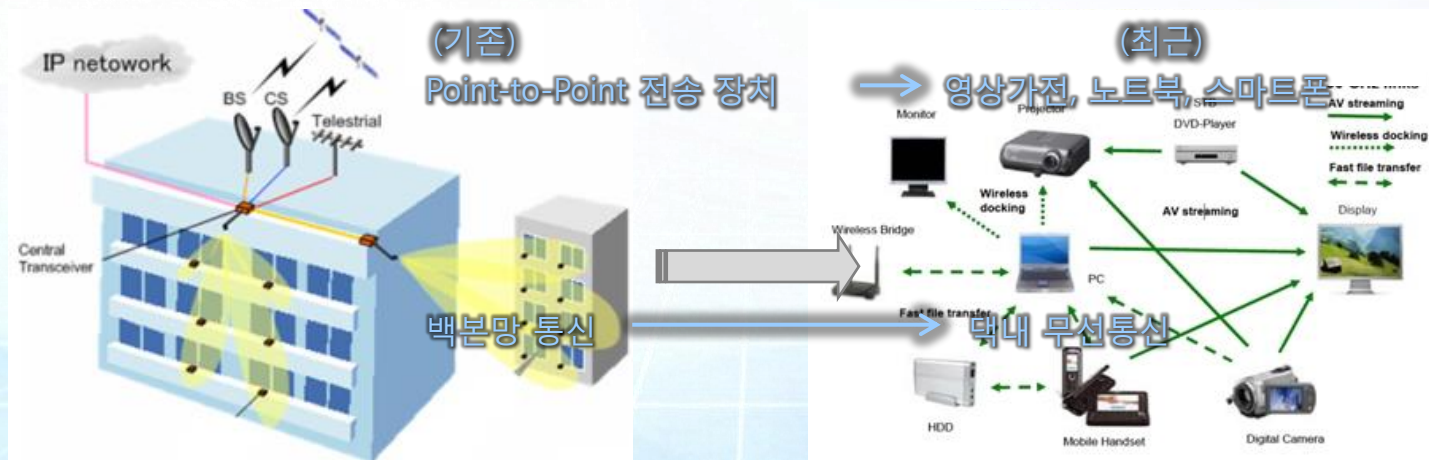 (기존)
Point-to-Point 전송 장치
(최근)
영상가전, 노트북, 스마트폰
IP netowork
BS CS
Telestrial
Central
Transceiver
백본망 통신
댁내 무선통신
Monitor
Projector
STB
DVD-Player
links
AV streaming
Wireless docking
Fast file transfer
Wireless
docking
AV streaming
Display
Wireless Bridge
PC
Fast file transfer
HDD
Mobile Handset
Digital Camera